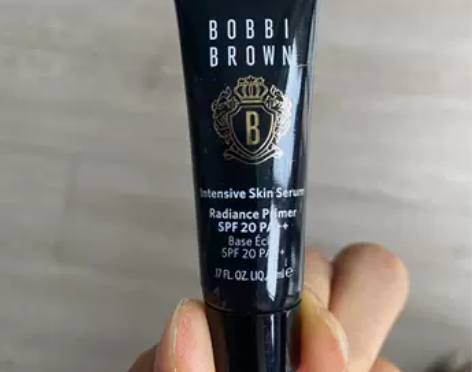 BOBBI
BROWN
B
Intensive Skin Serum
Radiance Primer
SPF 20 PA++
Base
SPF 20
.17 FL. OZ. LIQ.